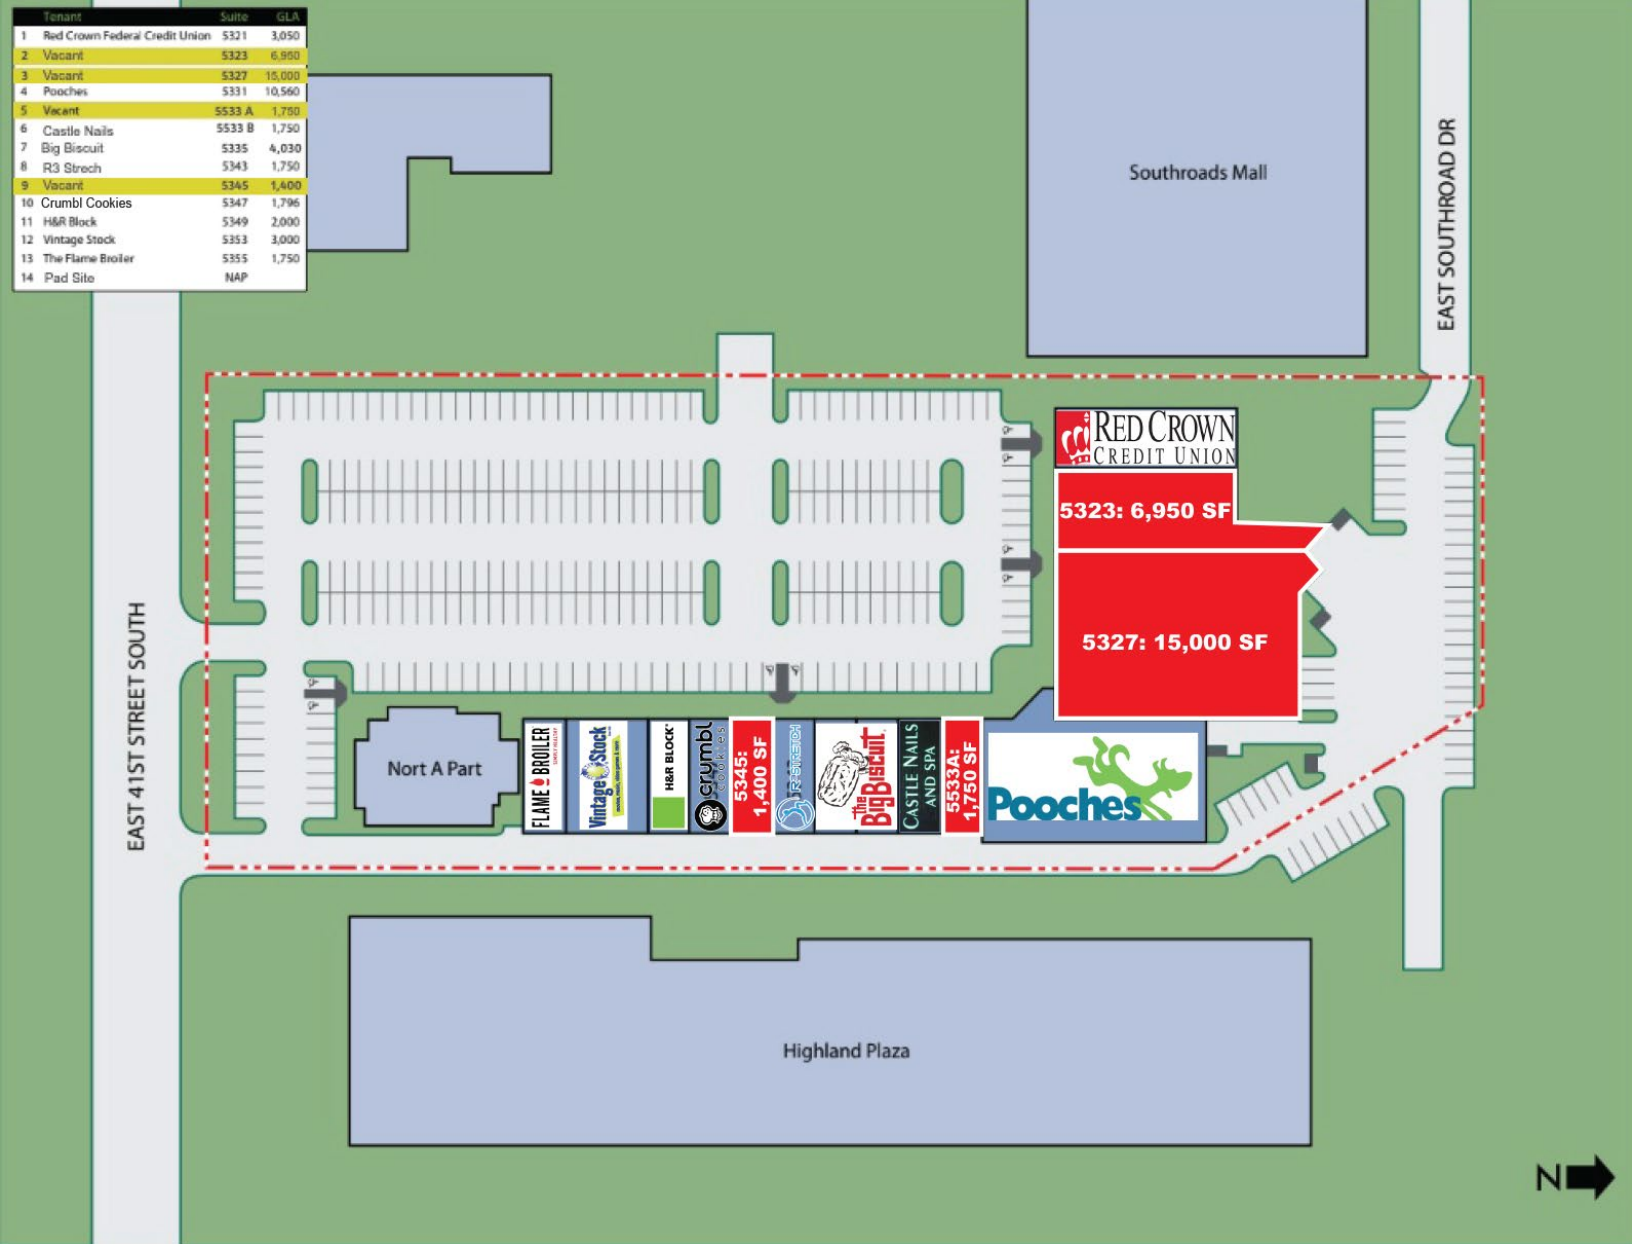 Tenant Suite GLA
1 Red Crown Federal Credit Union 5321 3,050
2 Vacant 5323 6,950
3 Vacant 5327 15,000
4 Pooches 5331 10,560
5 Vacant 5533 A 1,750
6 Castle Nails 5533 B 1,750
7 Big Biscuit 5335 4,030
8 R3 Strech 5343 1,750
9 Vacant 5345 1,400
10 Crumbl Cookies 5347 1,796
11 H&R Block 5349 2,000
12 Vintage Stock 5353 3,000
13 The Flame Broiler 5355 1,750
14 Pad Site NAP
Southroads Mall
EAST SOUTHROAD DR
RED CROWN
CREDIT UNION
5323: 6,950 SF
5327: 15,000 SF
EAST 41ST STREET SOUTH
Nort A Part
FLAME BROILER
Vintage Stock
H&R BLOCK
crumbl
cookies
5345:
1,400 SF
R3 STRETCH
the
Big Biscuit
CASTLE NAILS
AND SPA
5533A:
1,750 SF
Pooches
Highland Plaza
N